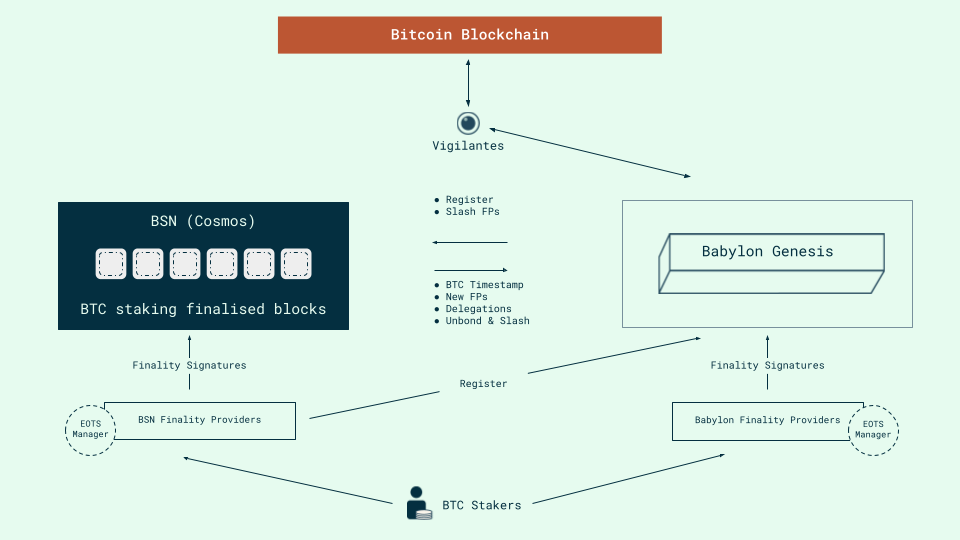 Bitcoin Blockchain
Vigilantes
● Register
● Slash FPs
BSN (Cosmos)
BTC staking finalised blocks
Babylon Genesis
● BTC Timestamp
● New FPs
● Delegations
● Unbond & Slash
Finality Signatures
Finality Signatures
Register
EOTS
Manager
BSN Finality Providers
Babylon Finality Providers
EOTS
Manager
BTC Stakers